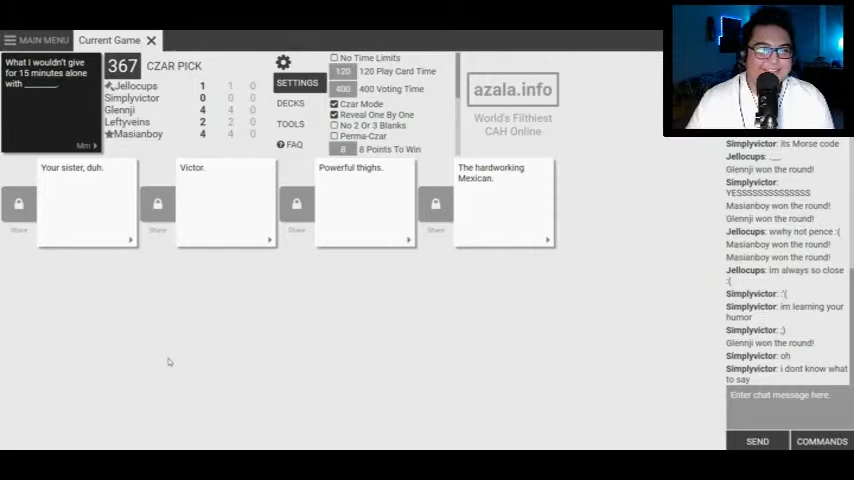 MAIN MENU
Current Game
What I wouldn't give
for 15 minutes alone
with ________.
367 CZAR PICK
Jellocups 1 1 0
Simplyvictor 0 0 0
Glennji 4 4 0
Leftyveins 2 2 0
Masianboy 4 4 0
SETTINGS
DECKS
TOOLS
FAQ
No Time Limits
120 120 Play Card Time
400 400 Voting Time
Czar Mode
Reveal One By One
No 2 Or 3 Blanks
Perma-Czar
8 8 Points To Win
azala.info
World's Filthiest
CAH Online
Your sister, duh.
Share
Victor.
Share
Powerful thighs.
Share
The hardworking
Mexican.
Share
Simplyvictor: its Morse code
Jellocups: .__.
Glennji won the round!
Simplyvictor:
YESSSSSSSSSSSSS
Masianboy won the round!
Glennji won the round!
Jellocups: wwhy not pence :(
Masianboy won the round!
Masianboy won the round!
Jellocups: im always so close
:(
Simplyvictor: :'(
Simplyvictor: im learning your
humor
Simplyvictor: ;)
Glennji won the round!
Simplyvictor: oh
Simplyvictor: i dont know what
to say
Enter chat message here.
SEND
COMMANDS